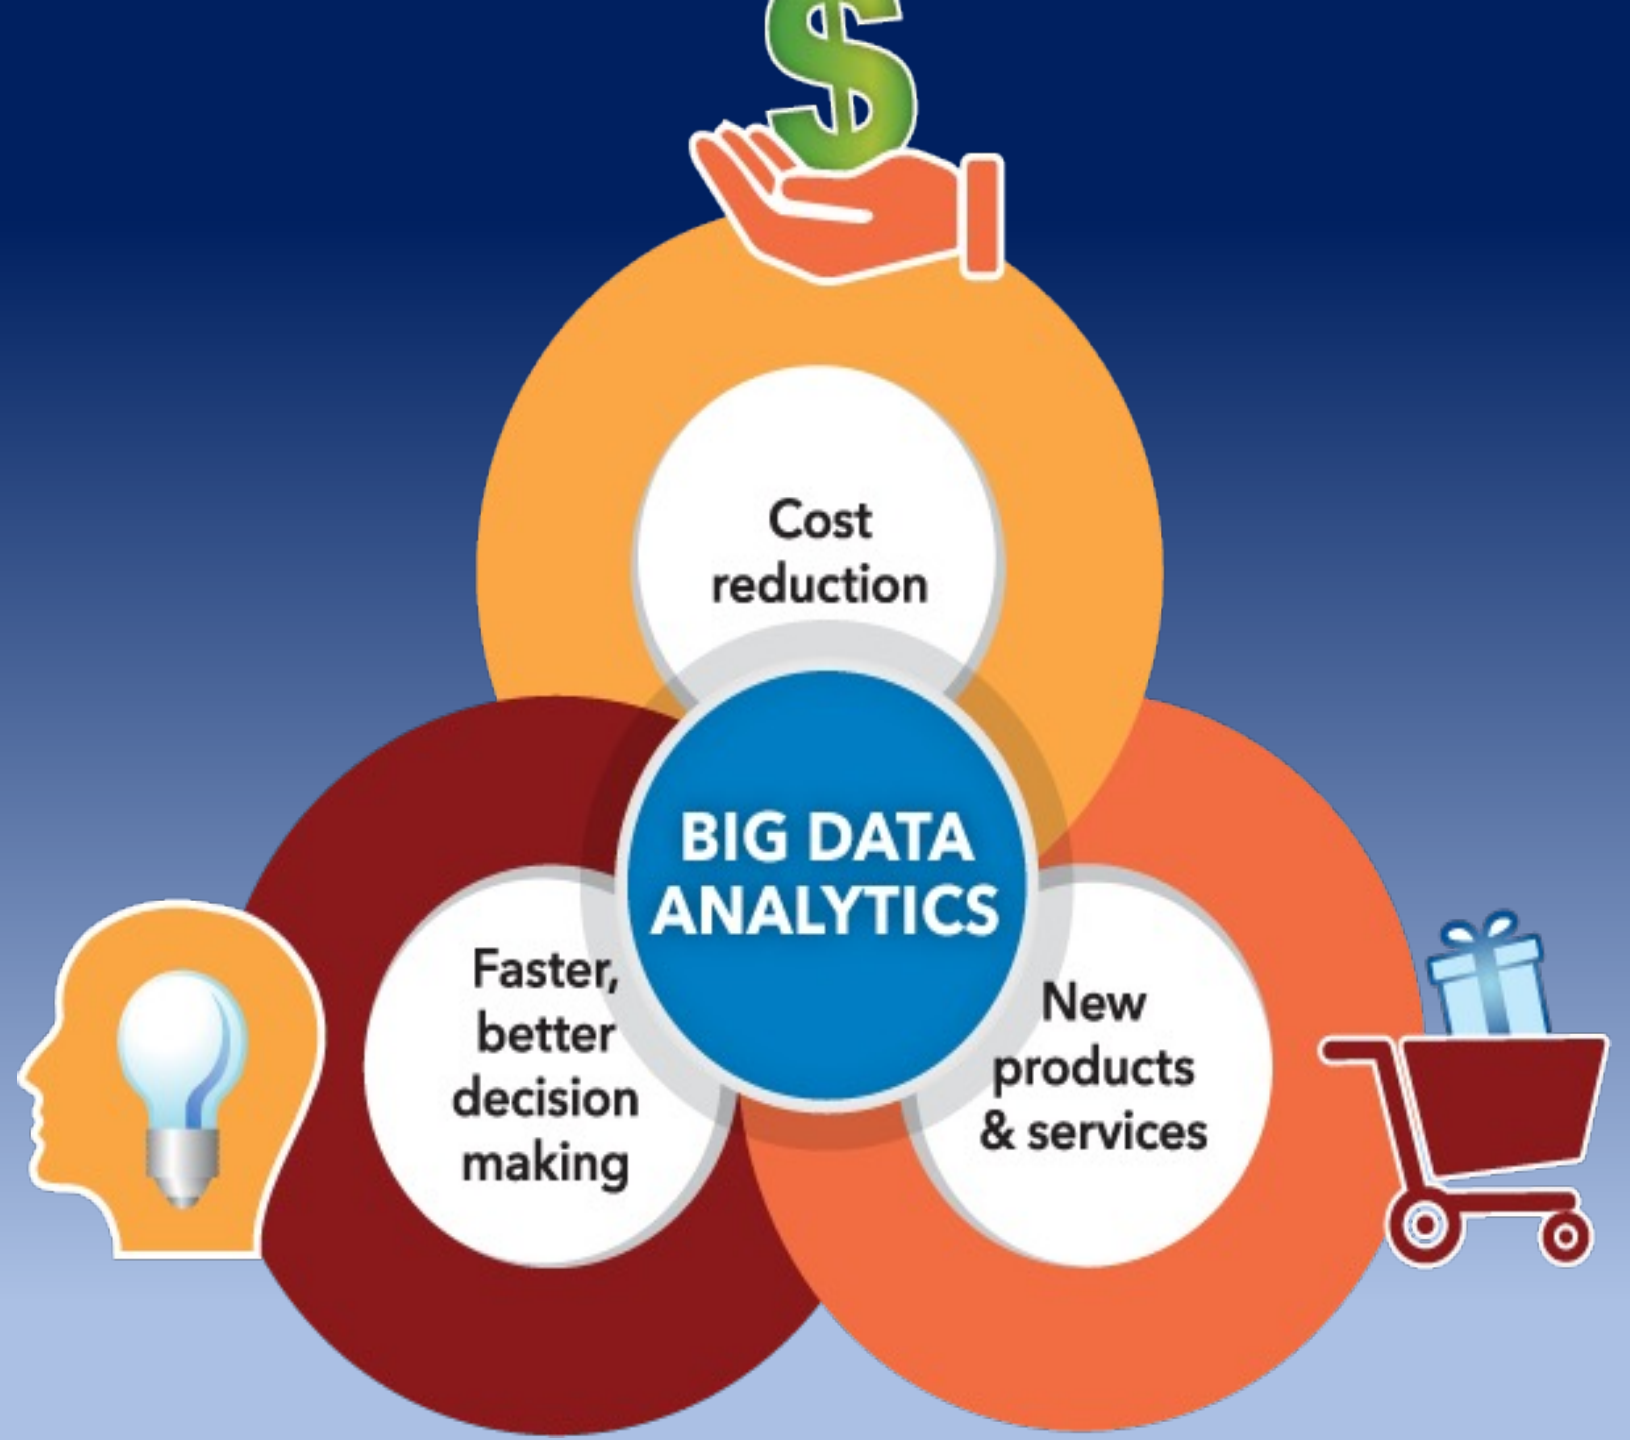 $
Cost
reduction
BIG DATA
ANALYTICS
Faster,
better
decision
making
New
products
& services